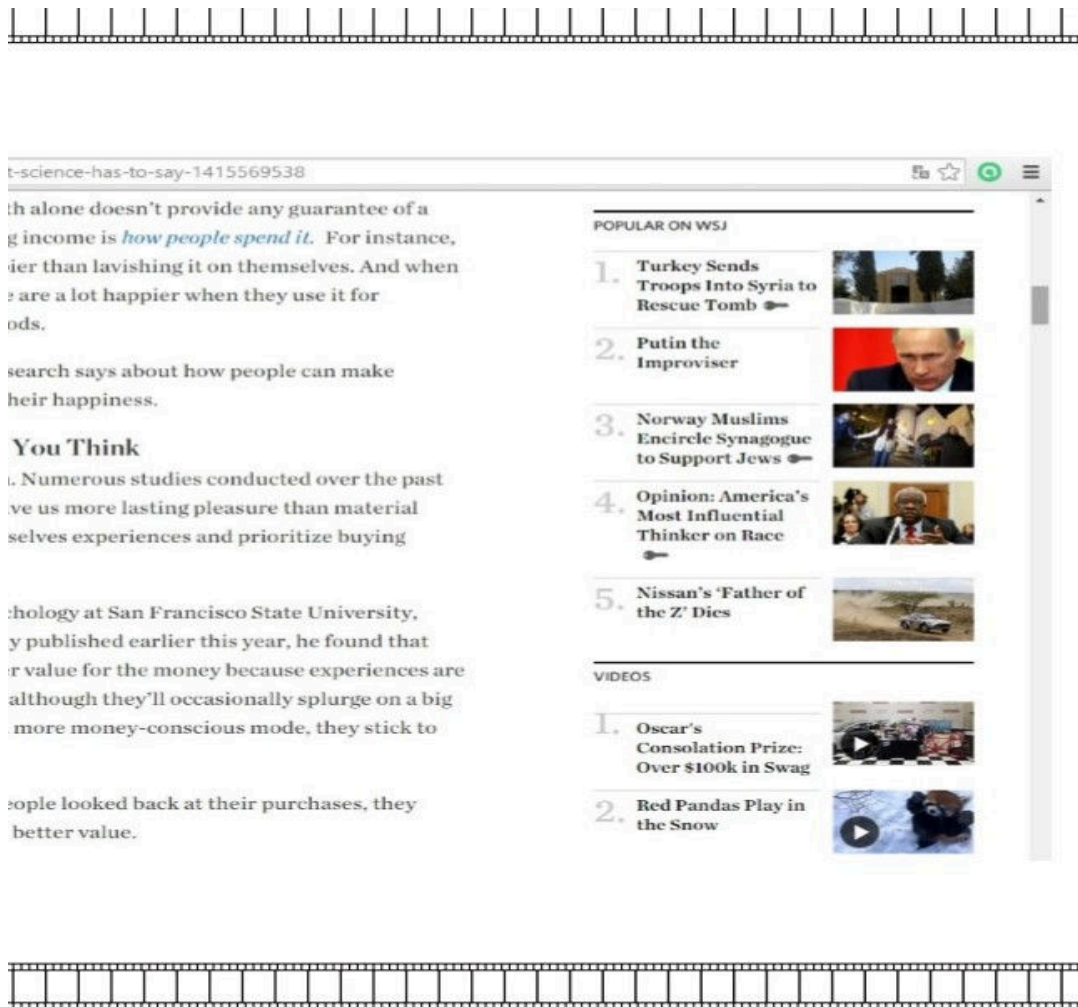 t-science-has-to-say-1415569538
th alone doesn't provide any guarantee of a
g income is how people spend it. For instance,
ier than lavishing it on themselves. And when
e are a lot happier when they use it for
ods.
search says about how people can make
heir happiness.
You Think
. Numerous studies conducted over the past
ve us more lasting pleasure than material
selves experiences and prioritize buying
chology at San Francisco State University,
y published earlier this year, he found that
r value for the money because experiences are
although they'll occasionally splurge on a big
more money-conscious mode, they stick to
eople looked back at their purchases, they
better value.
POPULAR ON WSJ
1. Turkey Sends
Troops Into Syria to
Rescue Tomb
2. Putin the
Improviser
3. Norway Muslims
Encircle Synagogue
to Support Jews
4. Opinion: America's
Most Influential
Thinker on Race
5. Nissan's 'Father of
the Z' Dies
VIDEOS
1. Oscar's
Consolation Prize:
Over $100k in Swag
2. Red Pandas Play in
the Snow